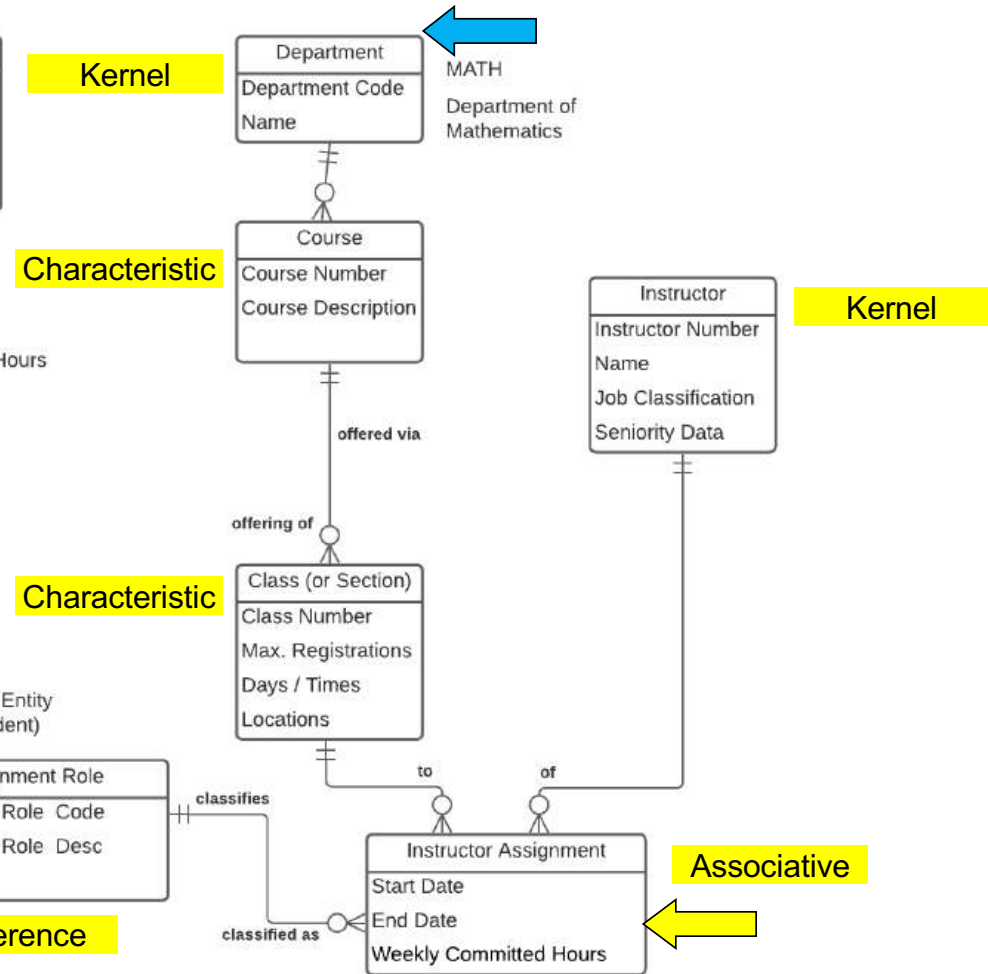 Kernel
Department
Department Code
Name
MATH
Department of
Mathematics
Characteristic
Course
Course Number
Course Description
Hours
Instructor
Instructor Number
Name
Job Classification
Seniority Data
Kernel
offered via
offering of
Characteristic
Class (or Section)
Class Number
Max. Registrations
Days / Times
Locations
Entity
to
of
Role
Role Code
Role Desc
classifies
classified as
Instructor Assignment
Start Date
End Date
Weekly Committed Hours
Associative